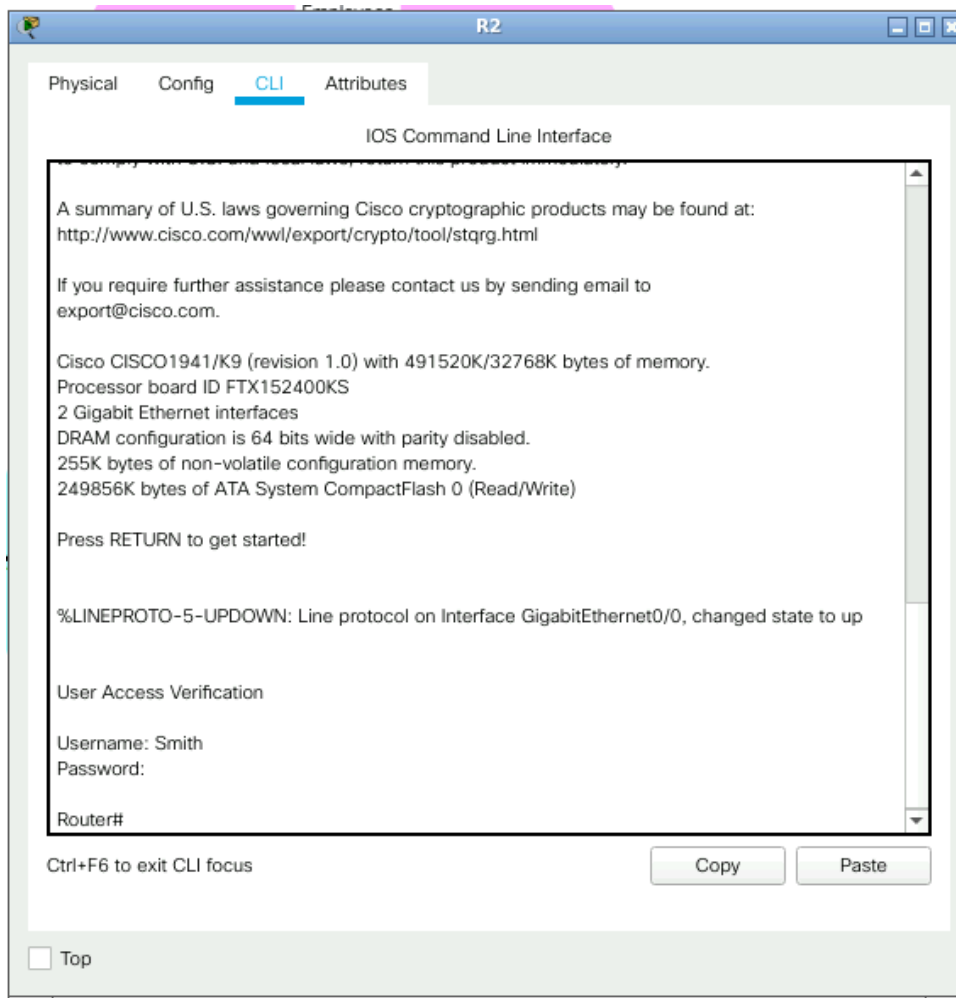 R2
Physical Config CLI Attributes
IOS Command Line Interface
A summary of U.S. laws governing Cisco cryptographic products may be found at:
http://www.cisco.com/wwl/export/crypto/tool/stqrg.html
If you require further assistance please contact us by sending email to
export@cisco.com.
Cisco CISCO1941/K9 (revision 1.0) with 491520K/32768K bytes of memory.
Processor board ID FTX152400KS
2 Gigabit Ethernet interfaces
DRAM configuration is 64 bits wide with parity disabled.
255K bytes of non-volatile configuration memory.
249856K bytes of ATA System CompactFlash 0 (Read/Write)
Press RETURN to get started!
%LINEPROTO-5-UPDOWN: Line protocol on Interface GigabitEthernet0/0, changed state to up
User Access Verification
Username: Smith
Password:
Router#
Ctrl+F6 to exit CLI focus
Copy Paste
Top